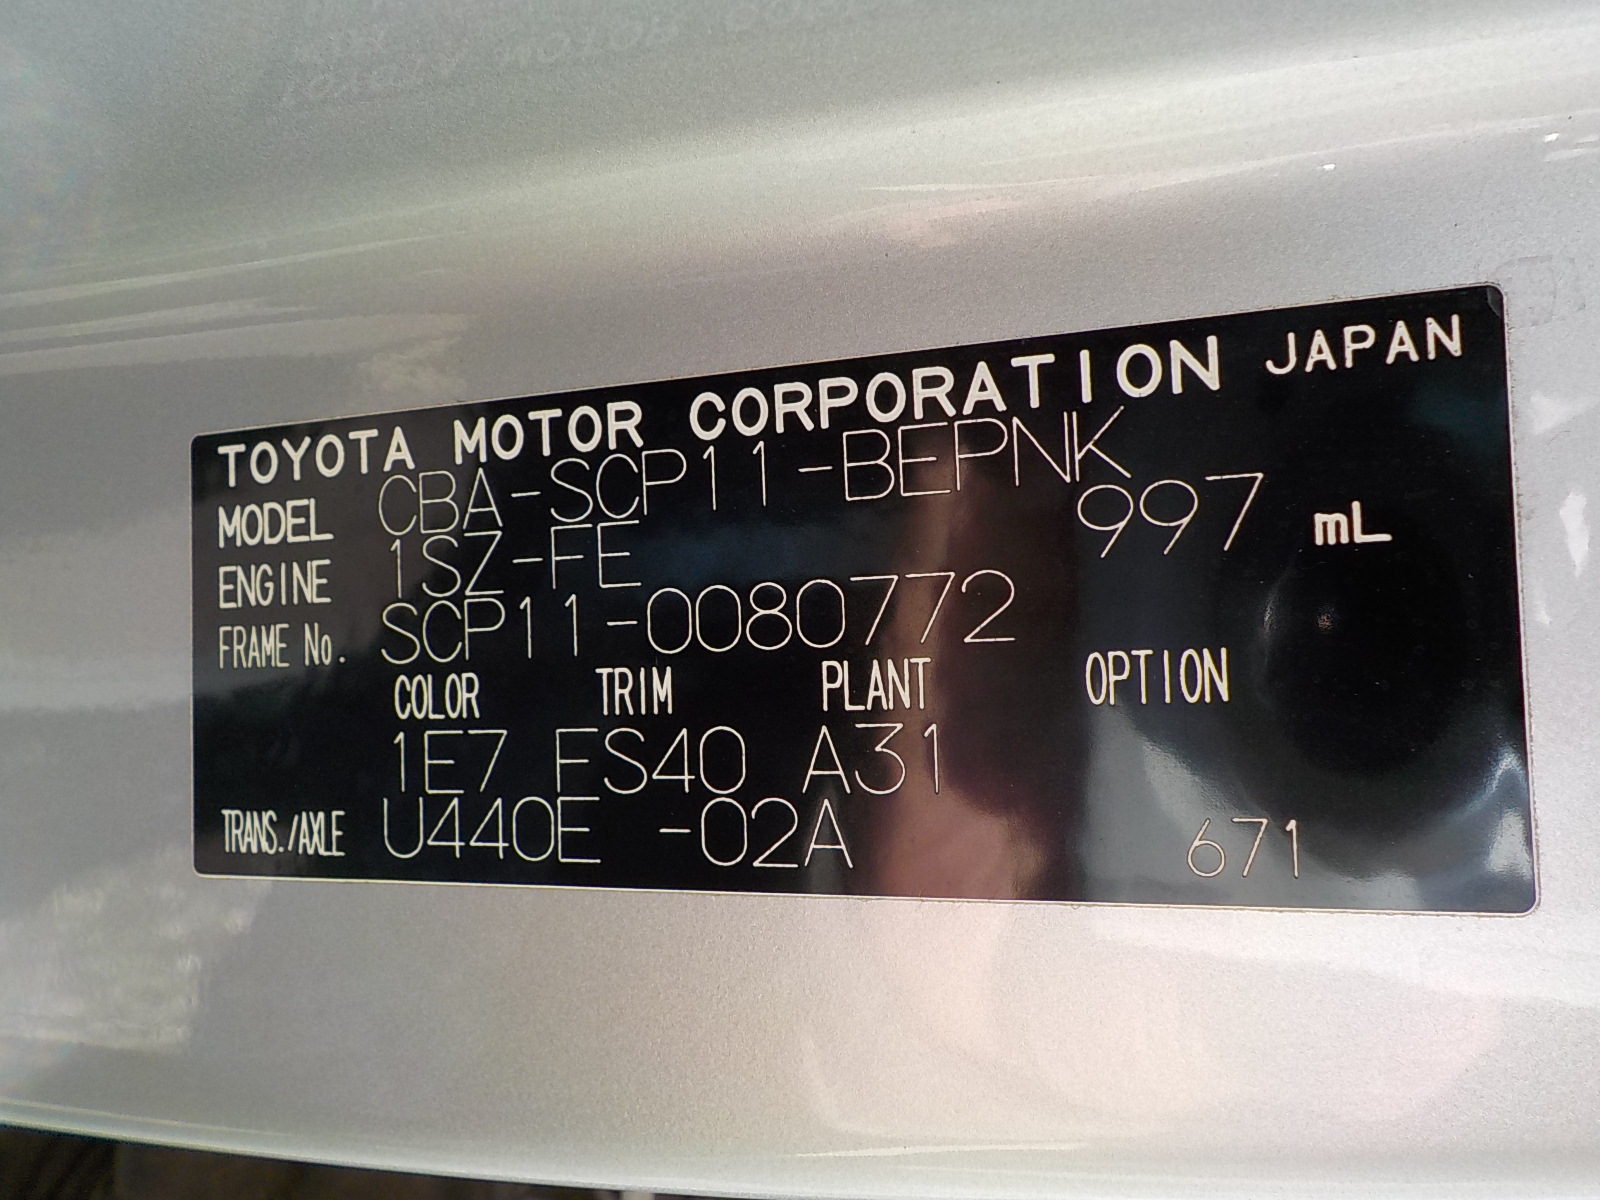 TOYOTA MOTOR CORPORATION JAPAN
MODEL CBA-SCP11-BEPNK
ENGINE 1SZ-FE 997 mL
FRAME No. SCP11-0080772
COLOR TRIM PLANT OPTION
1E7 FS40 A31
TRANS./AXLE U440E -02A 671